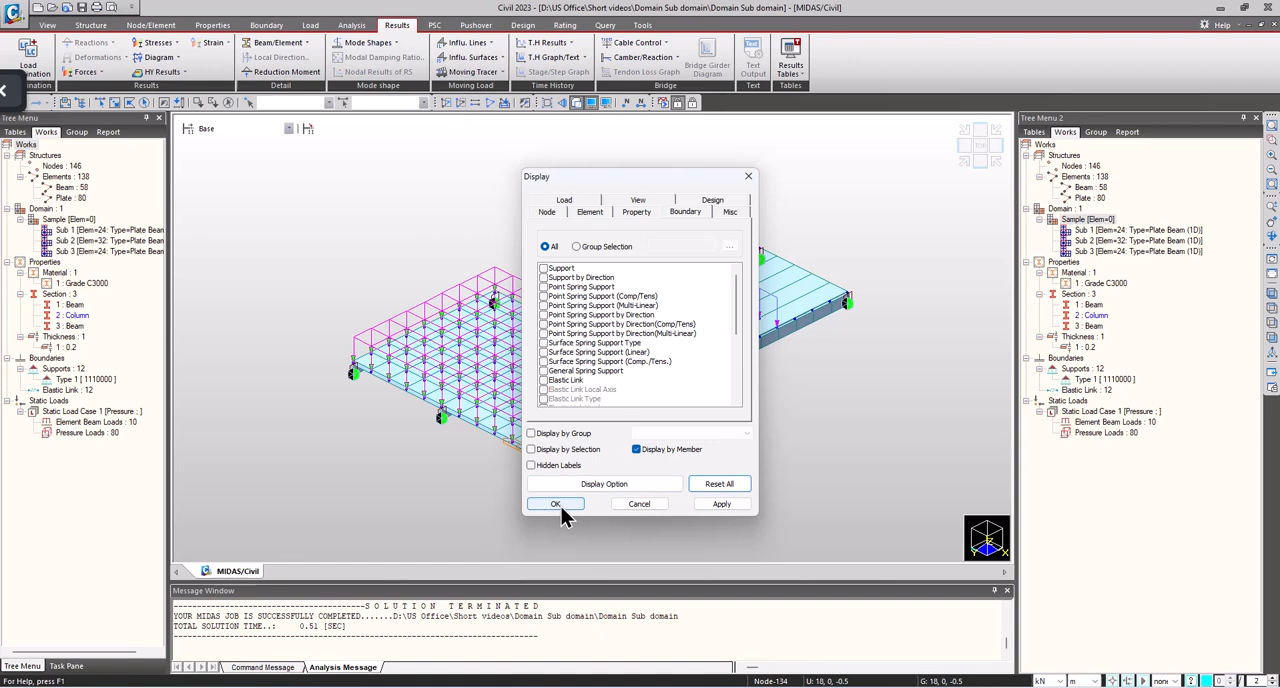 Civil 2023 - [D:\US Office\Short videos\Domain Sub domain\Domain Sub domain] - [MIDAS/Civil]
View Structure Node/Element Properties Boundary Load Analysis Results PSC Pushover Design Rating Query Tools Help
Load
Reactions
Deformations
Forces
Stresses
Diagram
HY Results
Strain
Results
Beam/Element
Local Direction..
Reduction Moment
Detail
Mode Shapes
Modal Damping Ratio..
Nodal Results of RS
Mode shape
Influ. Lines
Influ. Surfaces
Moving Tracer
Moving Load
T.H Results
T.H Graph/Text
Stage/Step Graph
Time History
Cable Control
Camber/Reaction
Tendon Loss Graph
Bridge Girder
Diagram
Bridge
Text
Output
Text
Results
Tables
Tables
Tree Menu
Tables Works Group Report
Works
Structures
Nodes : 146
Elements : 138
Beam : 58
Plate : 80
Domain : 1
Sample [Elem=0]
Sub 1 [Elem=24: Type=Plate Beam
Sub 2 [Elem=32: Type=Plate Beam
Sub 3 [Elem=24: Type=Plate Beam
Properties
Material : 1
1 : Grade C3000
Section : 3
1 : Beam
2 : Column
3 : Beam
Thickness : 1
1 : 0.2
Boundaries
Supports : 12
Type 1 [ 1110000 ]
Elastic Link : 12
Static Loads
Static Load Case 1 [Pressure ; ]
Element Beam Loads : 10
Pressure Loads : 80
Tree Menu Task Pane
Base
TOP
Display
Load View Design
Node Element Property Boundary Misc
All Group Selection ...
Support
Support by Direction
Point Spring Support
Point Spring Support (Comp/Tens)
Point Spring Support (Multi-Linear)
Point Spring Support by Direction
Point Spring Support by Direction(Comp/Tens)
Point Spring Support by Direction(Multi-Linear)
Surface Spring Support Type
Surface Spring Support (Linear)
Surface Spring Support (Comp./Tens.)
General Spring Support
Elastic Link
Elastic Link Local Axis
Elastic Link Type
Display by Group
Display by Selection Display by Member
Hidden Labels
Display Option Reset All
OK Cancel Apply
MIDAS/Civil
Message Window
S O L U T I O N   T E R M I N A T E D
YOUR MIDAS JOB IS SUCCESSFULLY COMPLETED.......D:\US Office\Short videos\Domain Sub domain\Domain Sub domain
TOTAL SOLUTION TIME..: 0.51 [SEC]
Command Message Analysis Message
Tree Menu 2
Tables Works Group Report
Works
Structures
Nodes : 146
Elements : 138
Beam : 58
Plate : 80
Domain : 1
Sample [Elem=0]
Sub 1 [Elem=24: Type=Plate Beam (1D)]
Sub 2 [Elem=32: Type=Plate Beam (1D)]
Sub 3 [Elem=24: Type=Plate Beam (1D)]
Properties
Material : 1
1 : Grade C3000
Section : 3
1 : Beam
2 : Column
3 : Beam
Thickness : 1
1 : 0.2
Boundaries
Supports : 12
Type 1 [ 1110000 ]
Elastic Link : 12
Static Loads
Static Load Case 1 [Pressure ; ]
Element Beam Loads : 10
Pressure Loads : 80
For Help, press F1
Node-134 U: 18, 0, -0.5 G: 18, 0, -0.5 kN m none 0 / 2